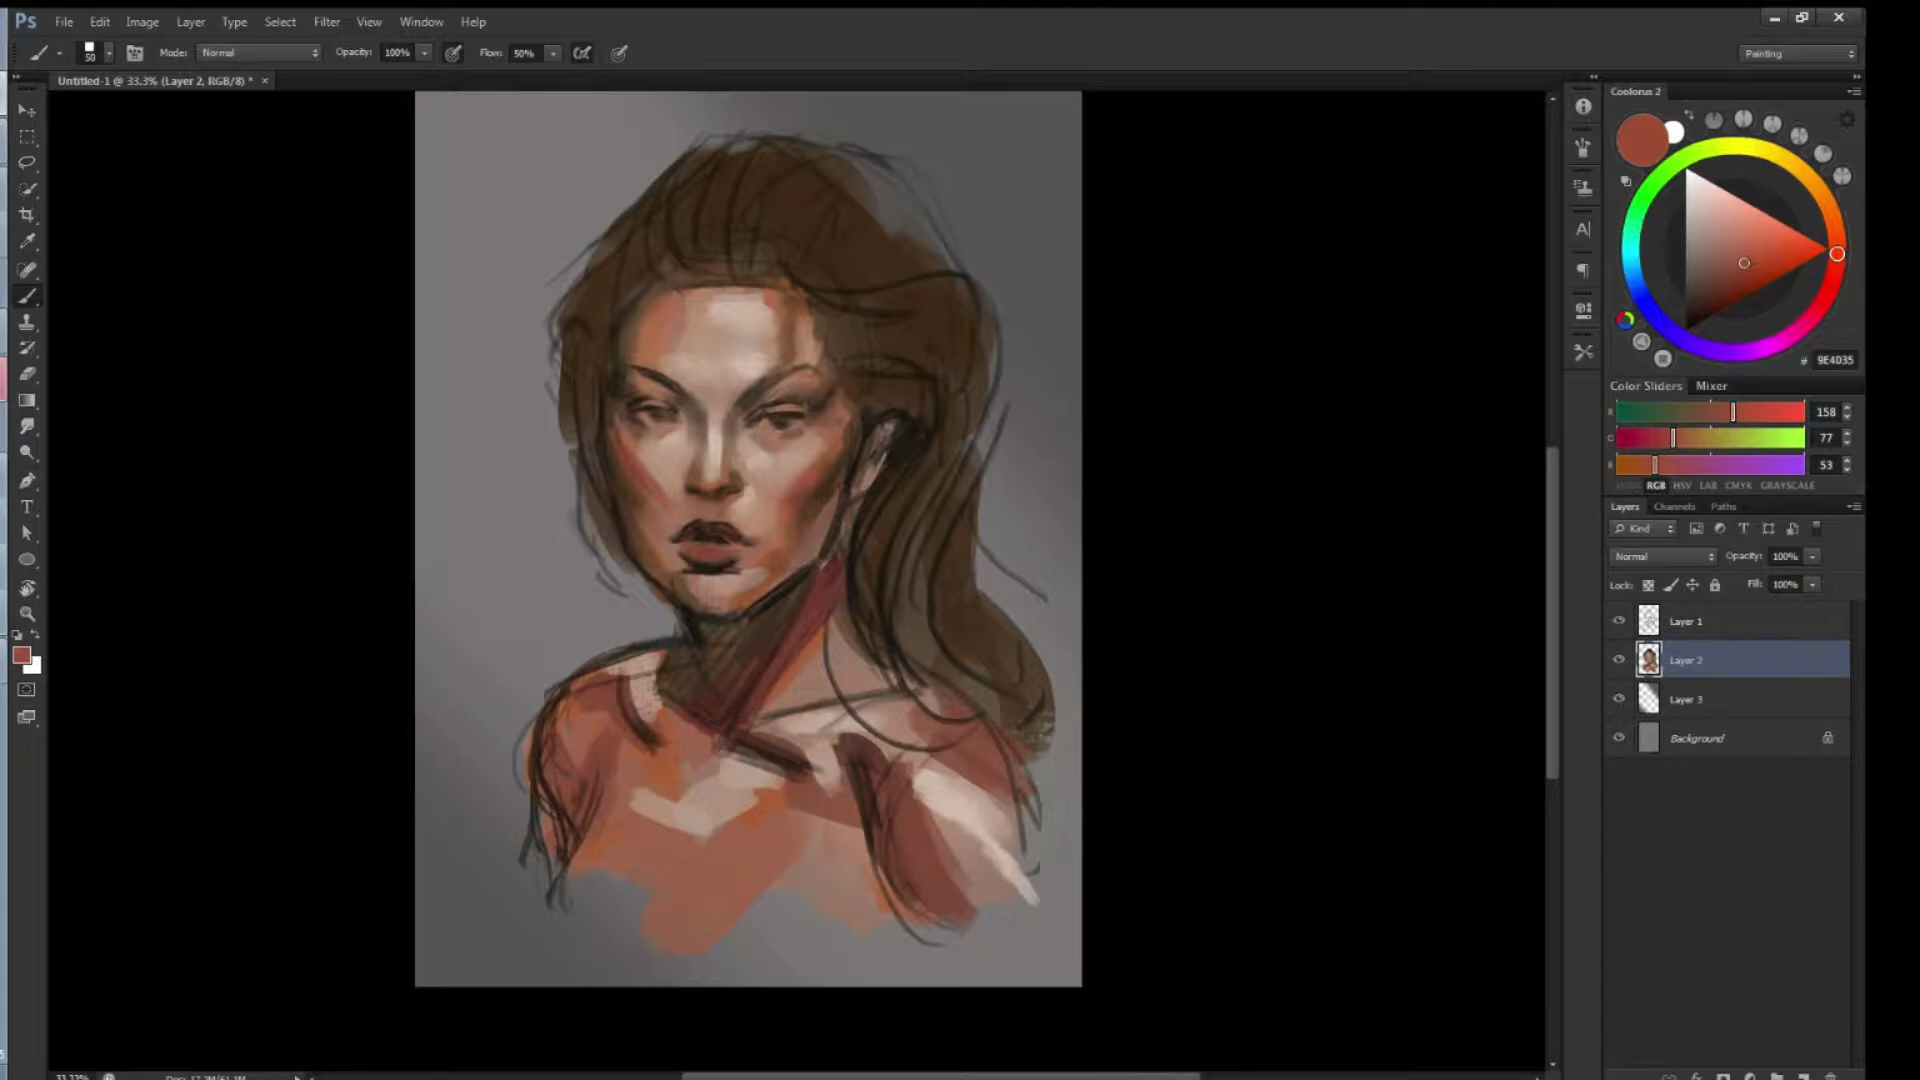 Ps File Edit Image Layer Type Select Filter View Window Help
50 Mode: Normal Opacity: 100% Flow: 50% Painting
Untitled-1 @ 33.3% (Layer 2, RGB/8) * ×
Coolorus 2
# 9E4D35
Color Sliders Mixer
R 158
G 77
B 53
RGB HSV LAB CMYK GRAYSCALE
Layers Channels Paths
Kind
Normal Opacity: 100%
Lock: Fill: 100%
Layer 1
Layer 2
Layer 3
Background
33.33%